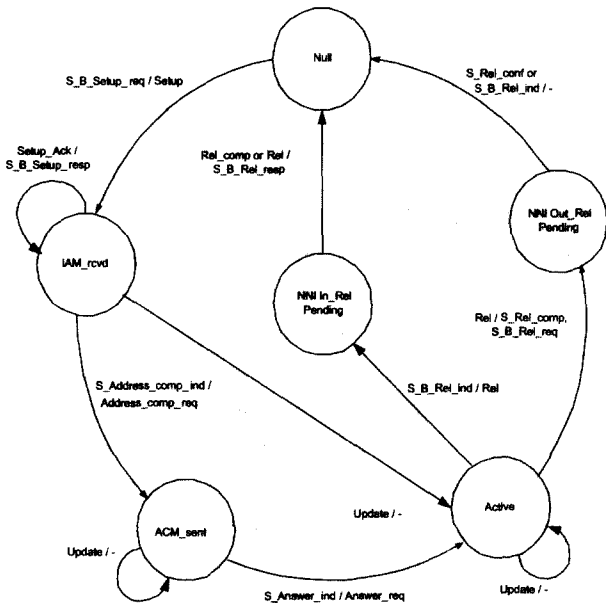 Null
S_B_Setup_req / Setup
S_Rel_conf or
S_B_Rel_ind / -
Setup_Ack /
S_B_Setup_resp
Rel_comp or Rel /
S_B_Rel_resp
NNI Out_Rel
Pending
IAM_rcvd
NNI In_Rel
Pending
Rel / S_Rel_comp,
S_B_Rel_req
S_Address_comp_ind /
Address_comp_req
S_B_Rel_ind / Rel
Update / -
Active
ACM_sent
Update / -
Update / -
S_Answer_ind / Answer_req